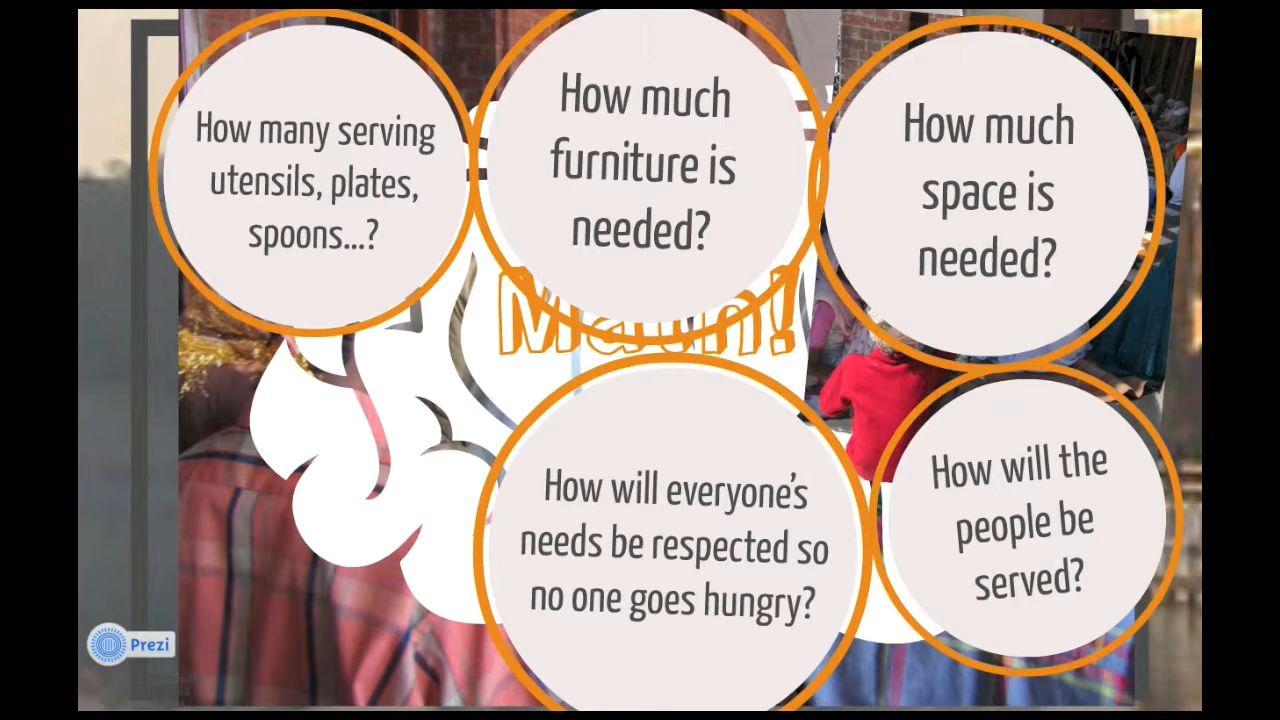 How many serving
utensils, plates,
spoons...?
How much
furniture is
needed?
How much
space is
needed?
Math!
How will everyone's
needs be respected so
no one goes hungry?
How will the
people be
served?
Prezi